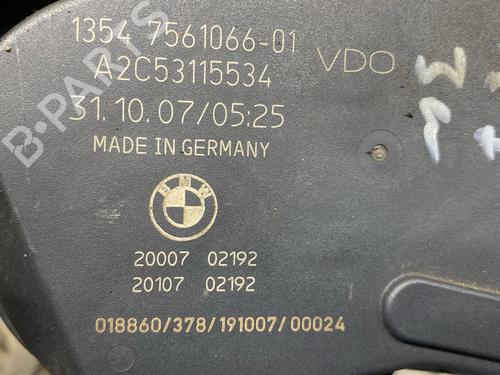 1354 7561066-01
A2C53115534
VDO
31.10.07/05:25
MADE IN GERMANY
BMW
20007 02192
20107 02192
018860/378/191007/00024